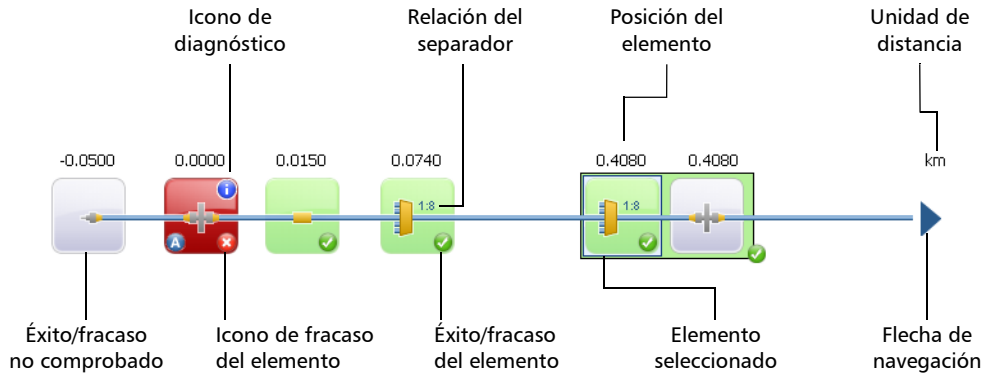 Icono de
diagnóstico
Relación del
separador
Posición del
elemento
Unidad de
distancia
-0.0500
0.0000
0.0150
0.0740
0.4080
0.4080
km
i
1:8
1:8
A
Éxito/fracaso
no comprobado
Icono de fracaso
del elemento
Éxito/fracaso
del elemento
Elemento
seleccionado
Flecha de
navegación